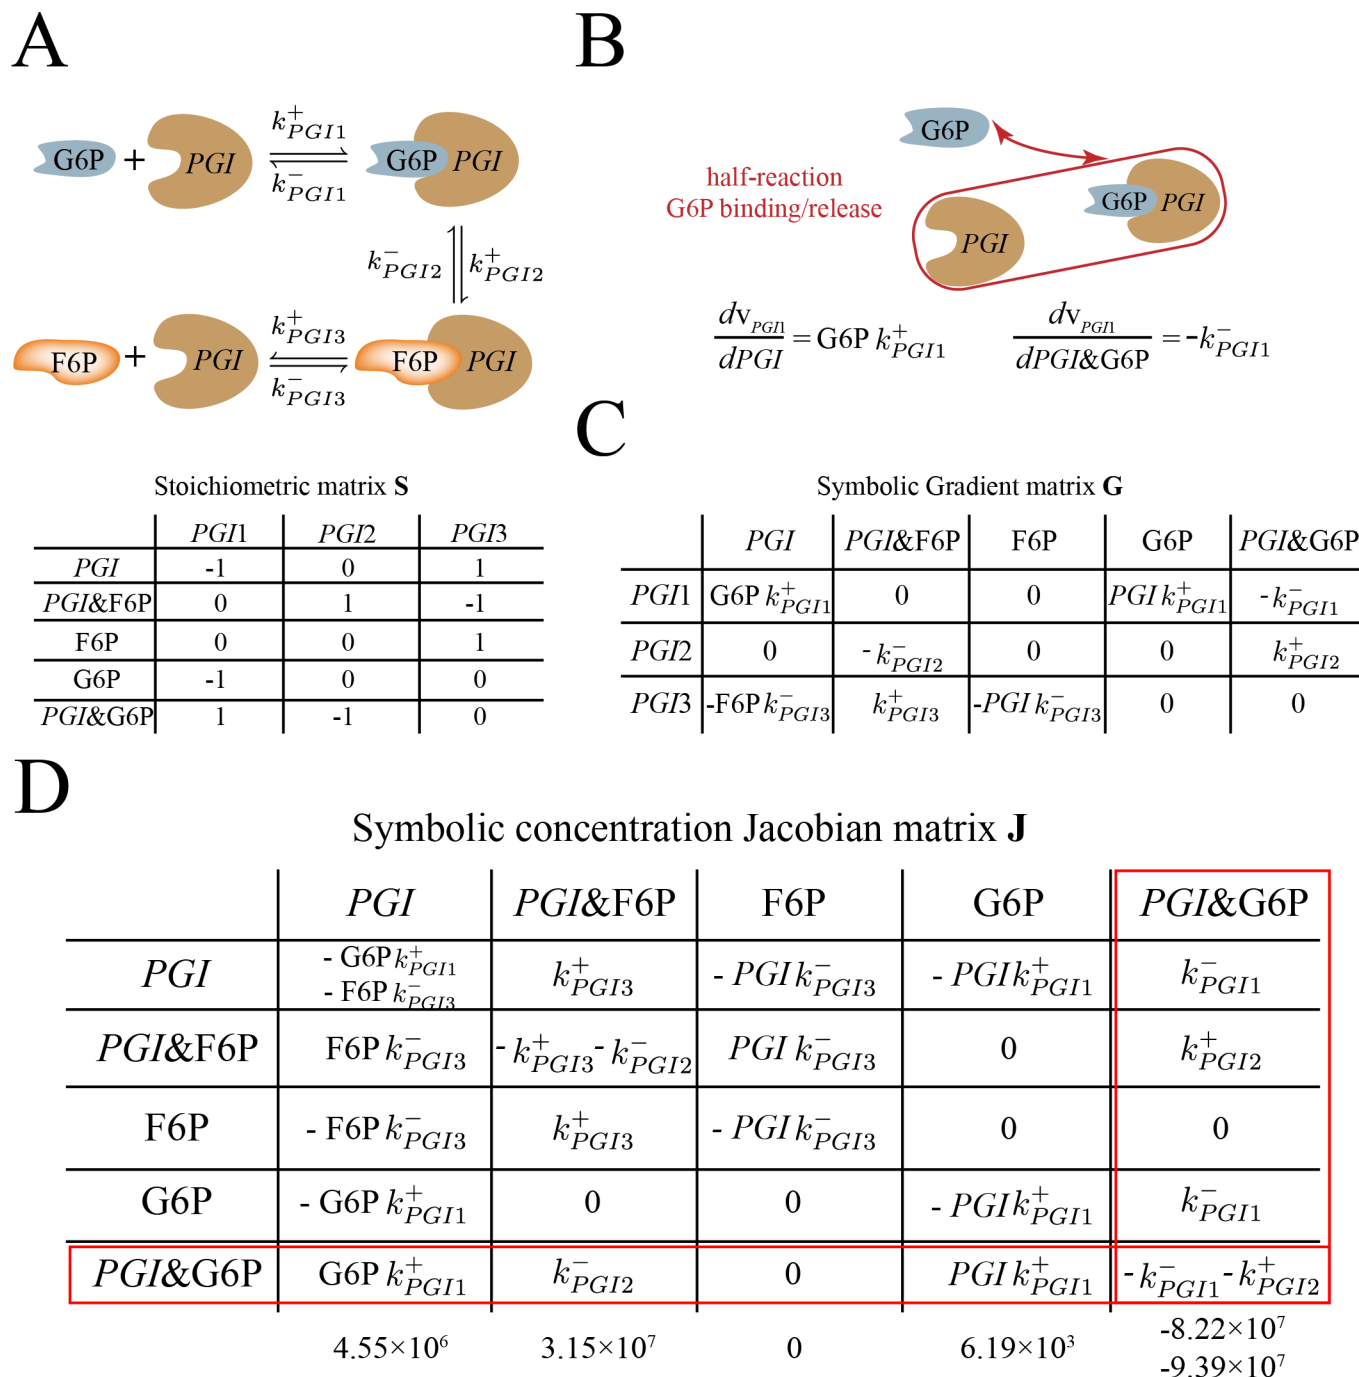 A
G6P + PGI k⁺PGI1 k⁻PGI1 G6P PGI
k⁻PGI2 k⁺PGI2
F6P + PGI k⁺PGI3 k⁻PGI3 F6P PGI
Stoichiometric matrix S
PGI1 PGI2 PGI3
PGI -1 0 1
PGI&F6P 0 1 -1
F6P 0 0 1
G6P -1 0 0
PGI&G6P 1 -1 0
B
G6P
half-reaction
G6P binding/release
G6P PGI
PGI
dvPGI1/dPGI = G6P k⁺PGI1 dvPGI1/dPGI&G6P = -k⁻PGI1
C
Symbolic Gradient matrix G
PGI PGI&F6P F6P G6P PGI&G6P
PGI1 G6P k⁺PGI1 0 0 PGI k⁺PGI1 -k⁻PGI1
PGI2 0 -k⁻PGI2 0 0 k⁺PGI2
PGI3 -F6P k⁻PGI3 k⁺PGI3 -PGI k⁻PGI3 0 0
D
Symbolic concentration Jacobian matrix J
PGI PGI&F6P F6P G6P PGI&G6P
PGI - G6P k⁺PGI1 - F6P k⁻PGI3 k⁺PGI3 - PGI k⁻PGI3 - PGI k⁺PGI1 k⁻PGI1
PGI&F6P F6P k⁻PGI3 - k⁺PGI3 - k⁻PGI2 PGI k⁻PGI3 0 k⁺PGI2
F6P - F6P k⁻PGI3 k⁺PGI3 - PGI k⁻PGI3 0 0
G6P - G6P k⁺PGI1 0 0 - PGI k⁺PGI1 k⁻PGI1
PGI&G6P G6P k⁺PGI1 k⁻PGI2 0 PGI k⁺PGI1 -k⁻PGI1 -k⁺PGI2
4.55×10⁶ 3.15×10⁷ 0 6.19×10³ -8.22×10⁷
-9.39×10⁷